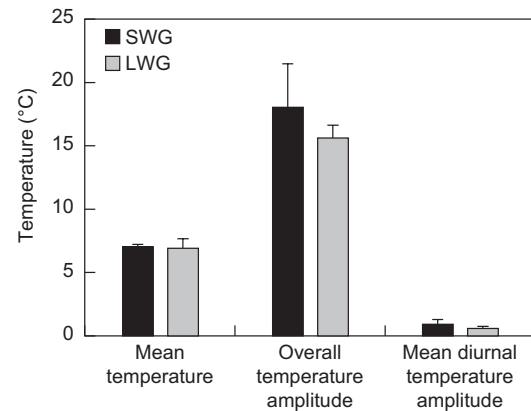 25
20
15
10
5
0
Temperature (°C)
SWG
LWG
Mean
temperature
Overall
temperature
amplitude
Mean diurnal
temperature
amplitude